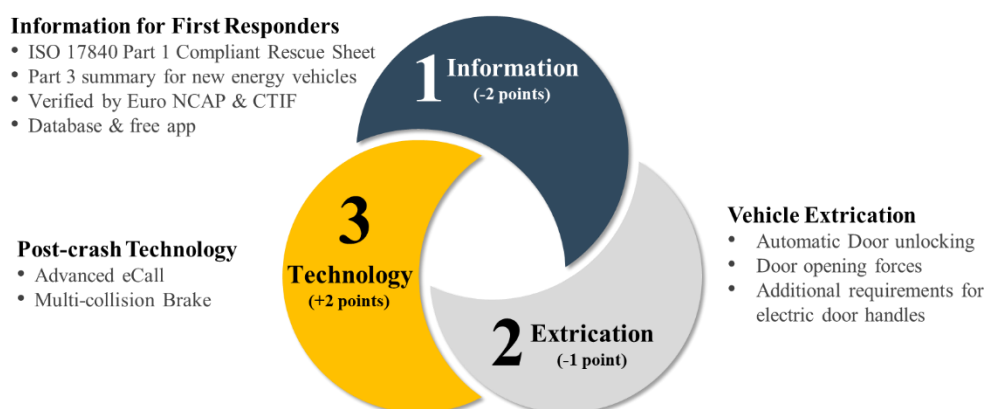 Information for First Responders
• ISO 17840 Part 1 Compliant Rescue Sheet
• Part 3 summary for new energy vehicles
• Verified by Euro NCAP & CTIF
• Database & free app
1 Information
(-2 points)
3
Technology
(+2 points)
Post-crash Technology
• Advanced eCall
• Multi-collision Brake
2 Extrication
(-1 point)
Vehicle Extrication
• Automatic Door unlocking
• Door opening forces
• Additional requirements for
electric door handles